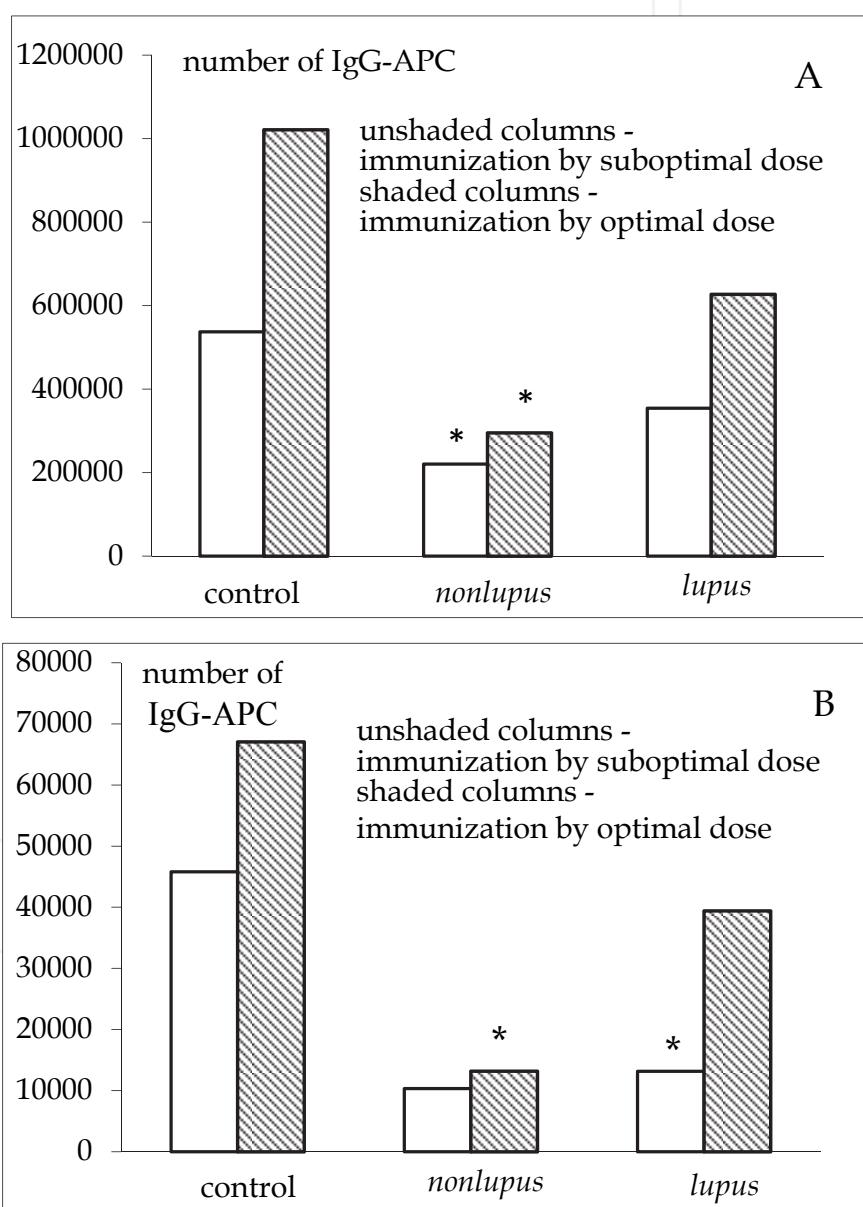 1200000
number of IgG-APC
A
1000000
unshaded columns -
immunization by suboptimal dose
shaded columns -
immunization by optimal dose
800000
600000
400000
*
*
200000
0
control
nonlupus
lupus
80000
number of
IgG-APC
B
70000
unshaded columns -
immunization by suboptimal dose
shaded columns -
immunization by optimal dose
60000
50000
40000
30000
20000
*
*
10000
0
control
nonlupus
lupus